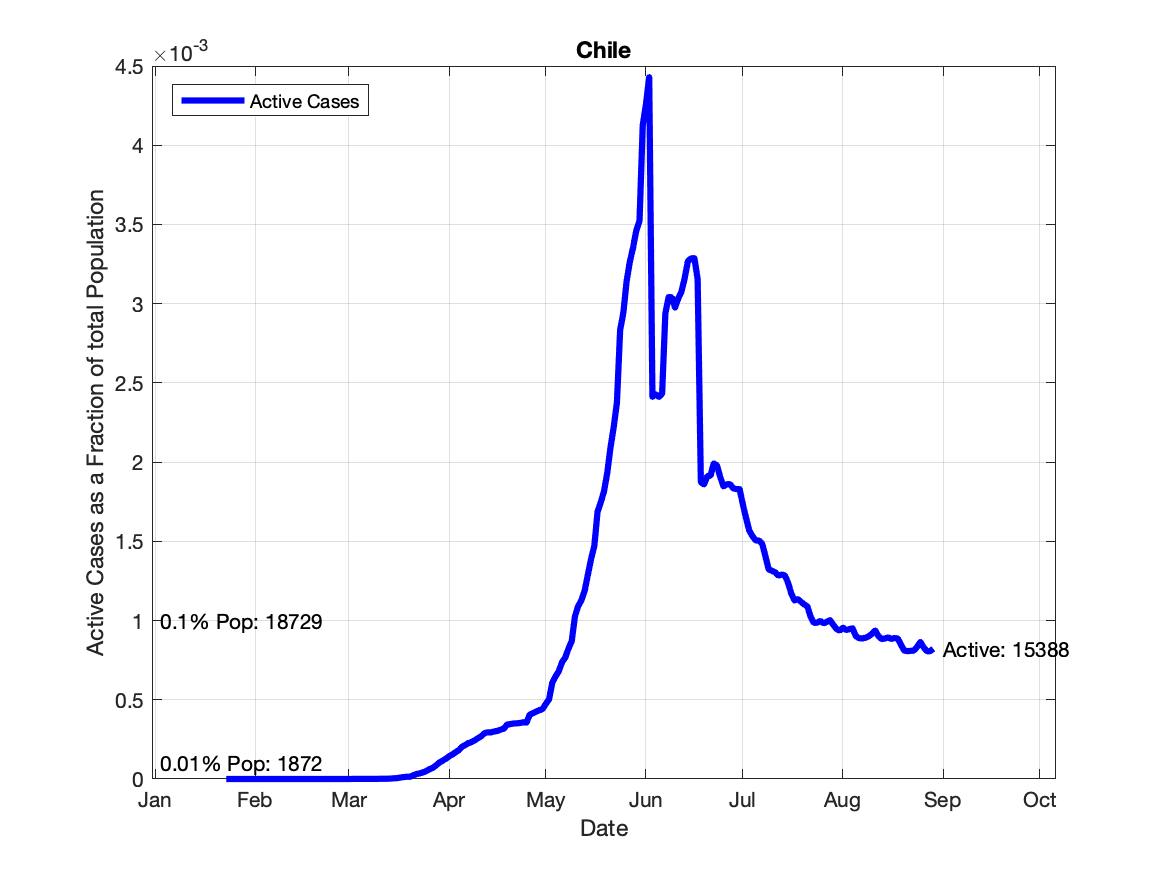 Chile
×10-3
4.5
4
3.5
3
2.5
2
1.5
1
0.5
0
Active Cases as a Fraction of total Population
Active Cases
0.1% Pop: 18729
0.01% Pop: 1872
Active: 15388
Jan Feb Mar Apr May Jun Jul Aug Sep Oct
Date